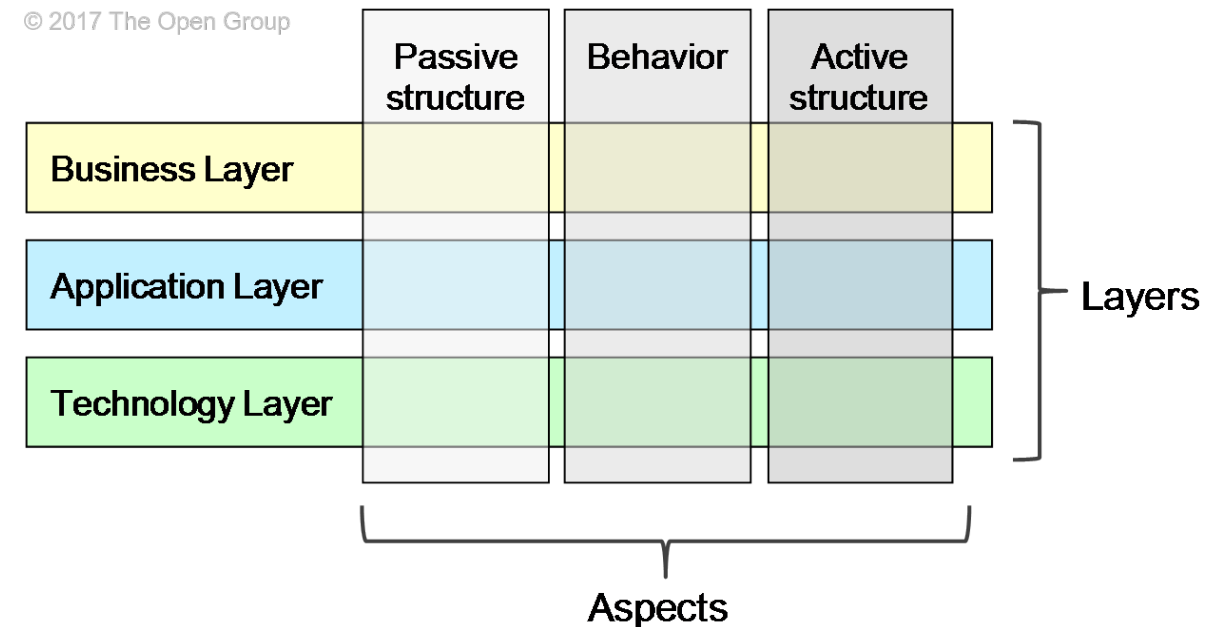 © 2017 The Open Group
Passive
structure
Behavior
Active
structure
Business Layer
Application Layer
Layers
Technology Layer
Aspects